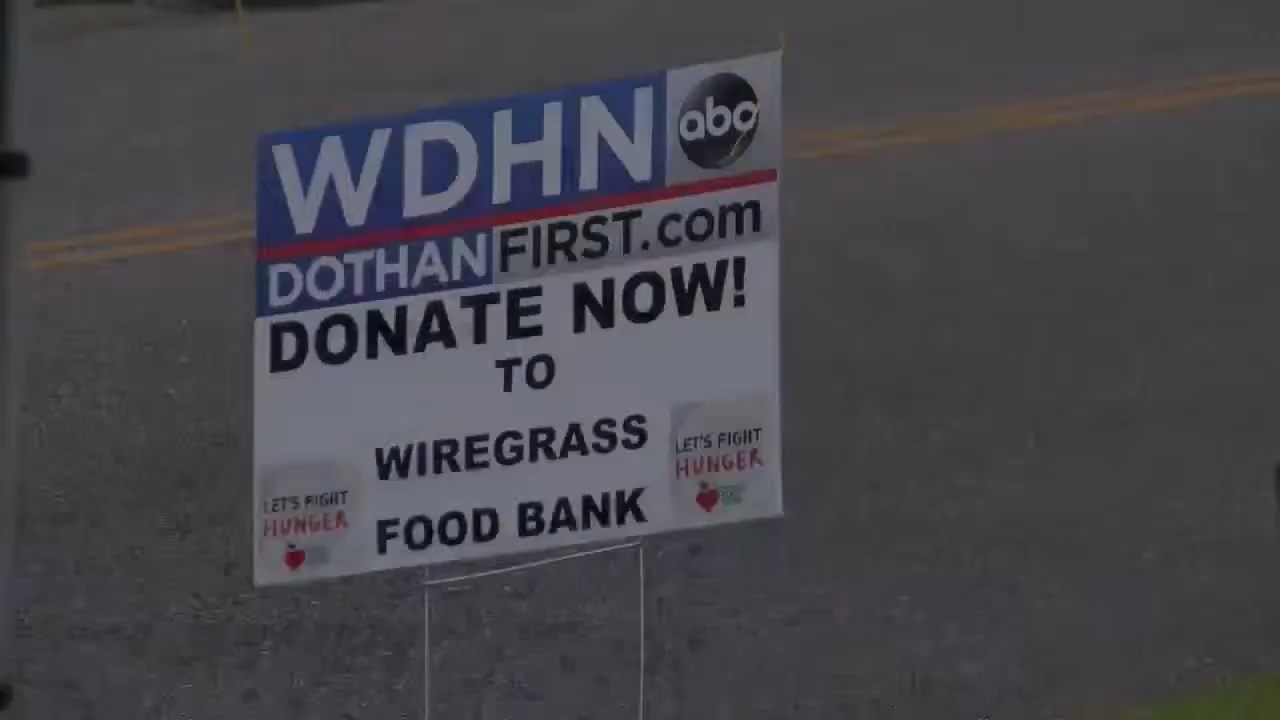 WDHN abc
DOTHANFIRST.com
DONATE NOW!
TO
WIREGRASS
FOOD BANK
LET'S FIGHT
HUNGER
LET'S FIGHT
HUNGER